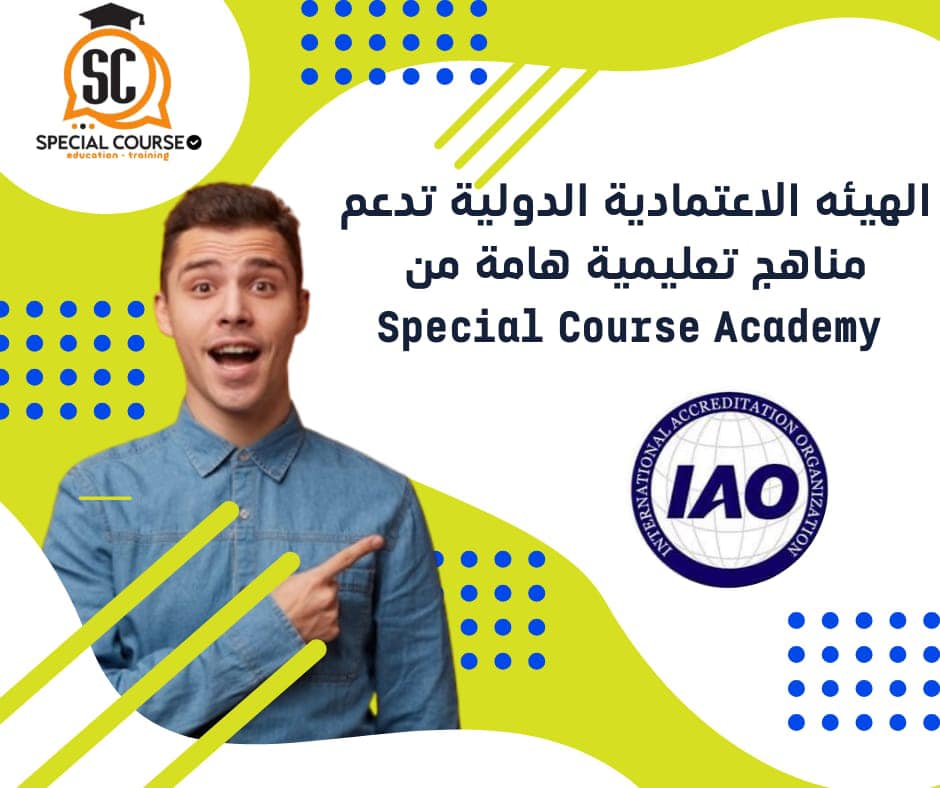 SC
SPECIAL COURSE
education - training
الهيئه الاعتمادية الدولية تدعم
مناهج تعليمية هامة من
Special Course Academy
INTERNATIONAL ACCREDITATION ORGANIZATION
IAO